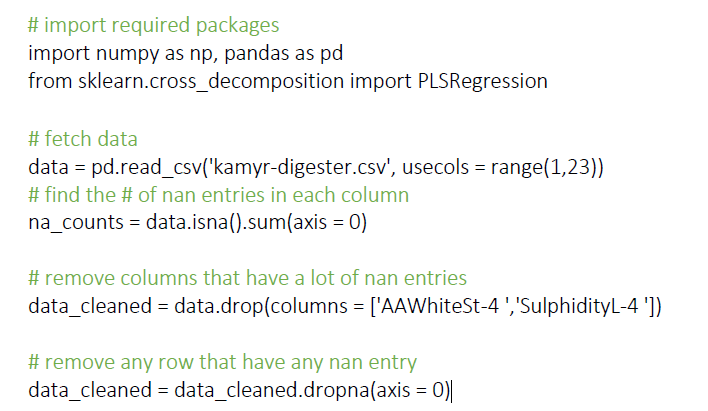 # import required packages
import numpy as np, pandas as pd
from sklearn.cross_decomposition import PLSRegression
# fetch data
data = pd.read_csv('kamyr-digester.csv', usecols = range(1,23))
# find the # of nan entries in each column
na_counts = data.isna().sum(axis = 0)
# remove columns that have a lot of nan entries
data_cleaned = data.drop(columns = ['AAWhiteSt-4 ','SulphidityL-4 '])
# remove any row that have any nan entry
data_cleaned = data_cleaned.dropna(axis = 0)